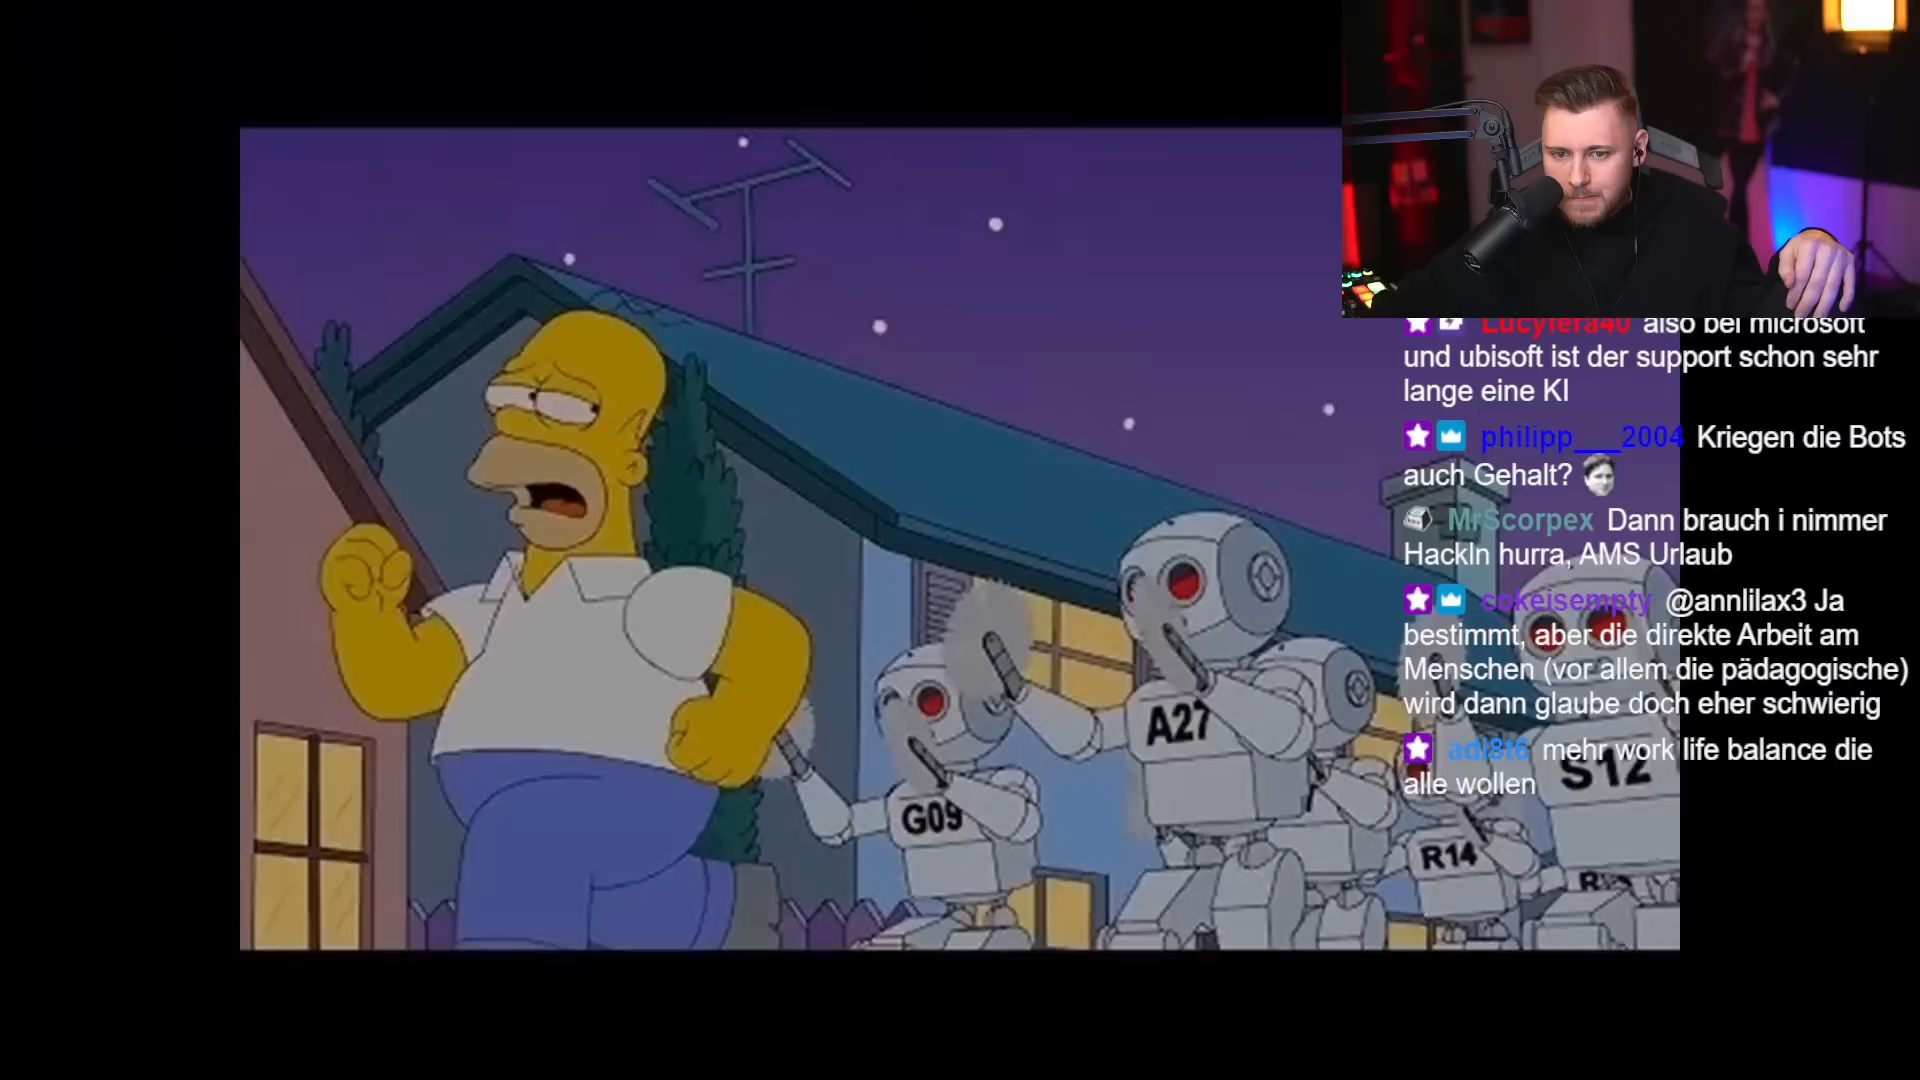 Lucyfera40 also bei microsoft
und ubisoft ist der support schon sehr
lange eine KI
philipp___2004 Kriegen die Bots
auch Gehalt?
MrScorpex Dann brauch i nimmer
Hackln hurra, AMS Urlaub
cokeisempty @annlilax3 Ja
bestimmt, aber die direkte Arbeit am
Menschen (vor allem die pädagogische)
wird dann glaube doch eher schwierig
adi8t6 mehr work life balance die
alle wollen
A27
G09
S12
R14